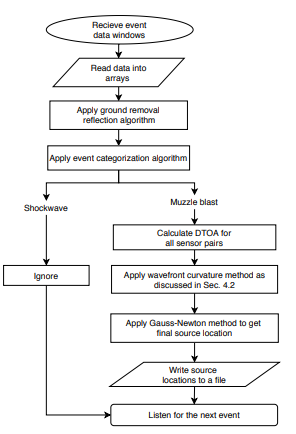 Recieve event
data windows
Read data into
arrays
Apply ground removal
reflection algorithm
Apply event categorization algorithm
Shockwave
Muzzle blast
Calculate DTOA for
all sensor pairs
Ignore
Apply wavefront curvature method as
discussed in Sec. 4.2
Apply Gauss-Newton method to get
final source location
Write source
locations to a file
Listen for the next event